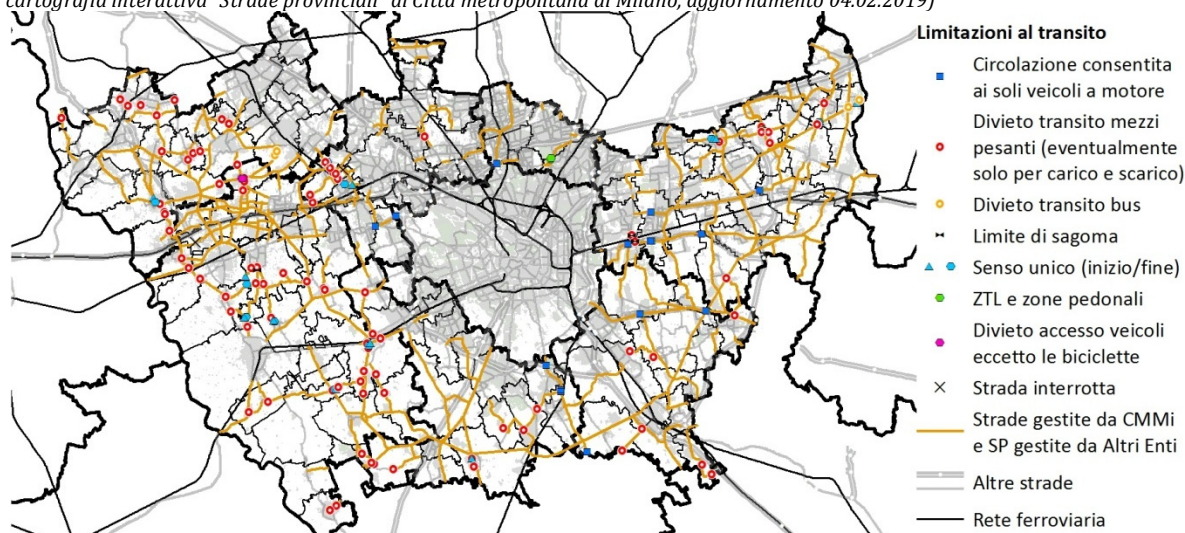 cartografia interattiva "Strade provinciali" di Città metropolitana di Milano, aggiornamento 04.02.2019)
Limitazioni al transito
Circolazione consentita
ai soli veicoli a motore
Divieto transito mezzi
pesanti (eventualmente
solo per carico e scarico)
Divieto transito bus
Limite di sagoma
Senso unico (inizio/fine)
ZTL e zone pedonali
Divieto accesso veicoli
eccetto le biciclette
Strada interrotta
Strade gestite da CMMi
e SP gestite da Altri Enti
Altre strade
Rete ferroviaria